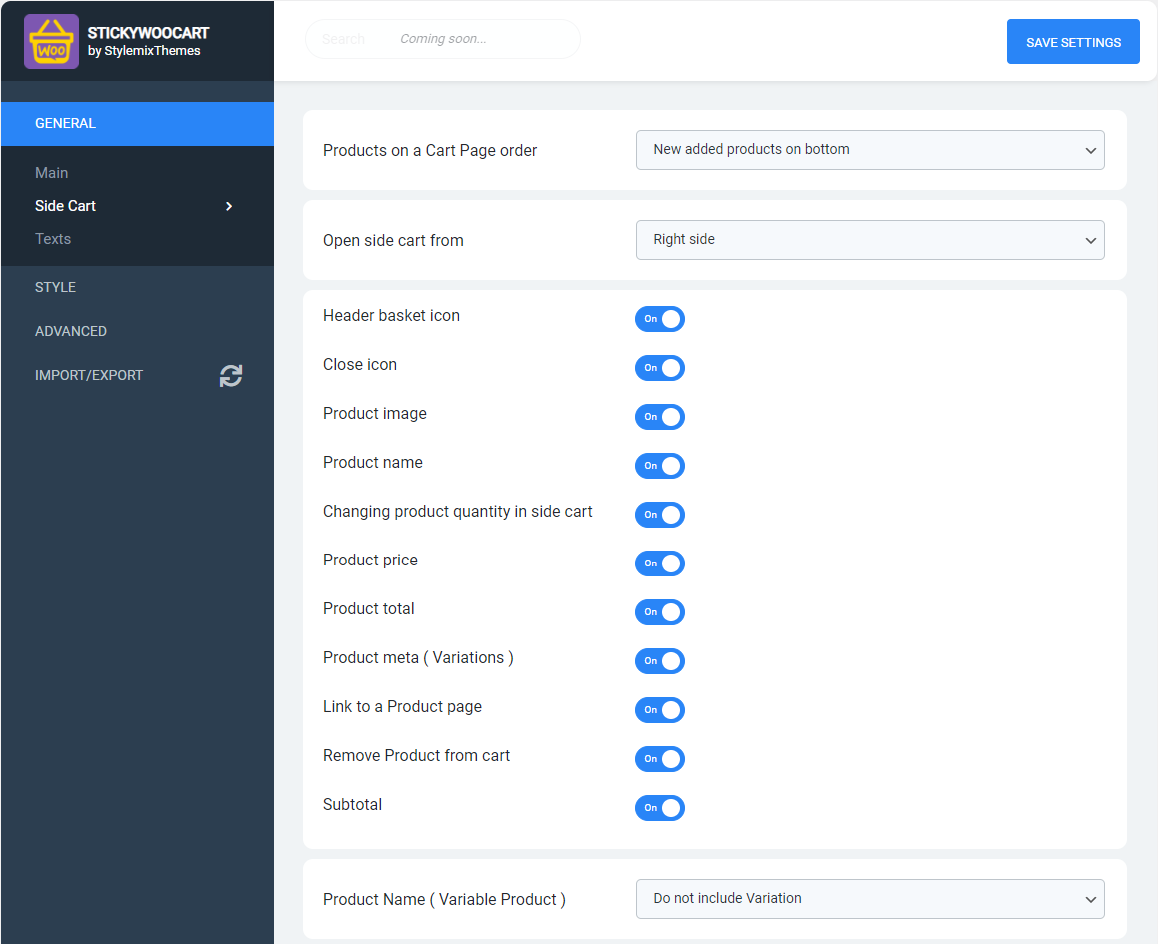 WOO
STICKYWOOCART
by StylemixThemes
Search
Coming soon...
SAVE SETTINGS
GENERAL
Main
Side Cart
Texts
STYLE
ADVANCED
IMPORT/EXPORT
Products on a Cart Page order
New added products on bottom
Open side cart from
Right side
Header basket icon
On
Close icon
On
Product image
On
Product name
On
Changing product quantity in side cart
On
Product price
On
Product total
On
Product meta ( Variations )
On
Link to a Product page
On
Remove Product from cart
On
Subtotal
On
Product Name ( Variable Product )
Do not include Variation